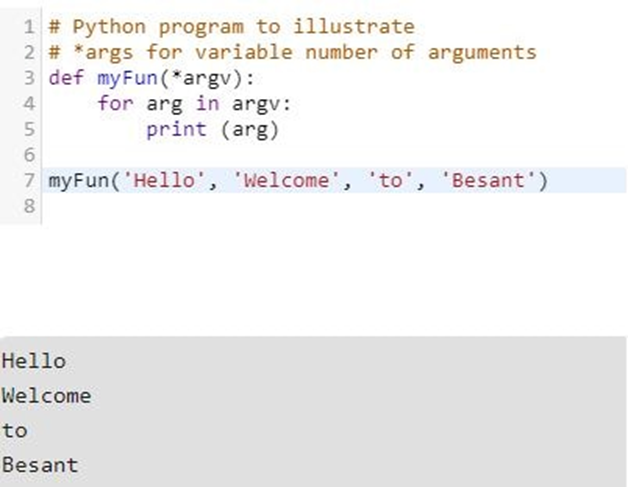 1 # Python program to illustrate
2 # *args for variable number of arguments
3 def myFun(*argv):
4     for arg in argv:
5         print (arg)
6
7 myFun('Hello', 'Welcome', 'to', 'Besant')
8
Hello
Welcome
to
Besant